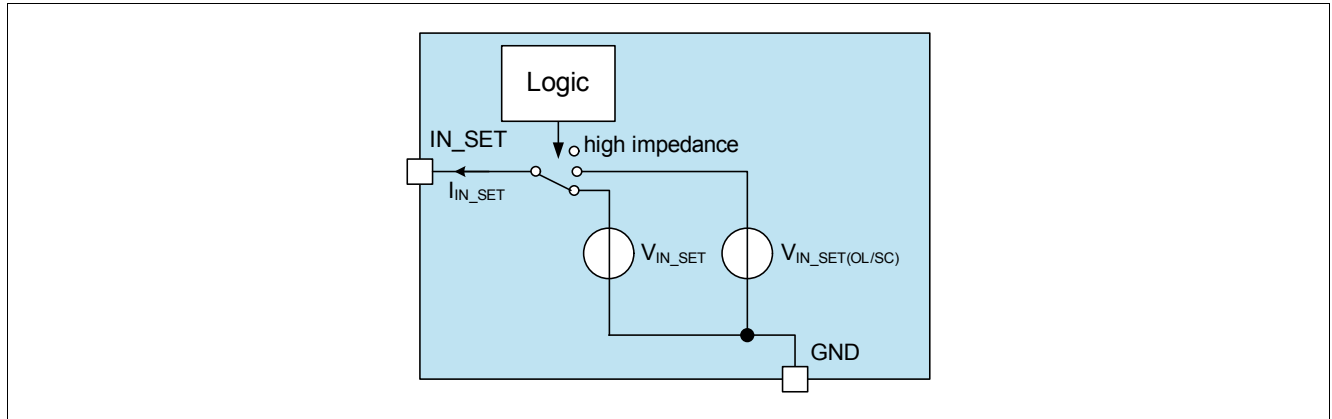 Logic
IN_SET
high impedance
I_IN_SET
V_IN_SET
V_IN_SET(OL/SC)
GND